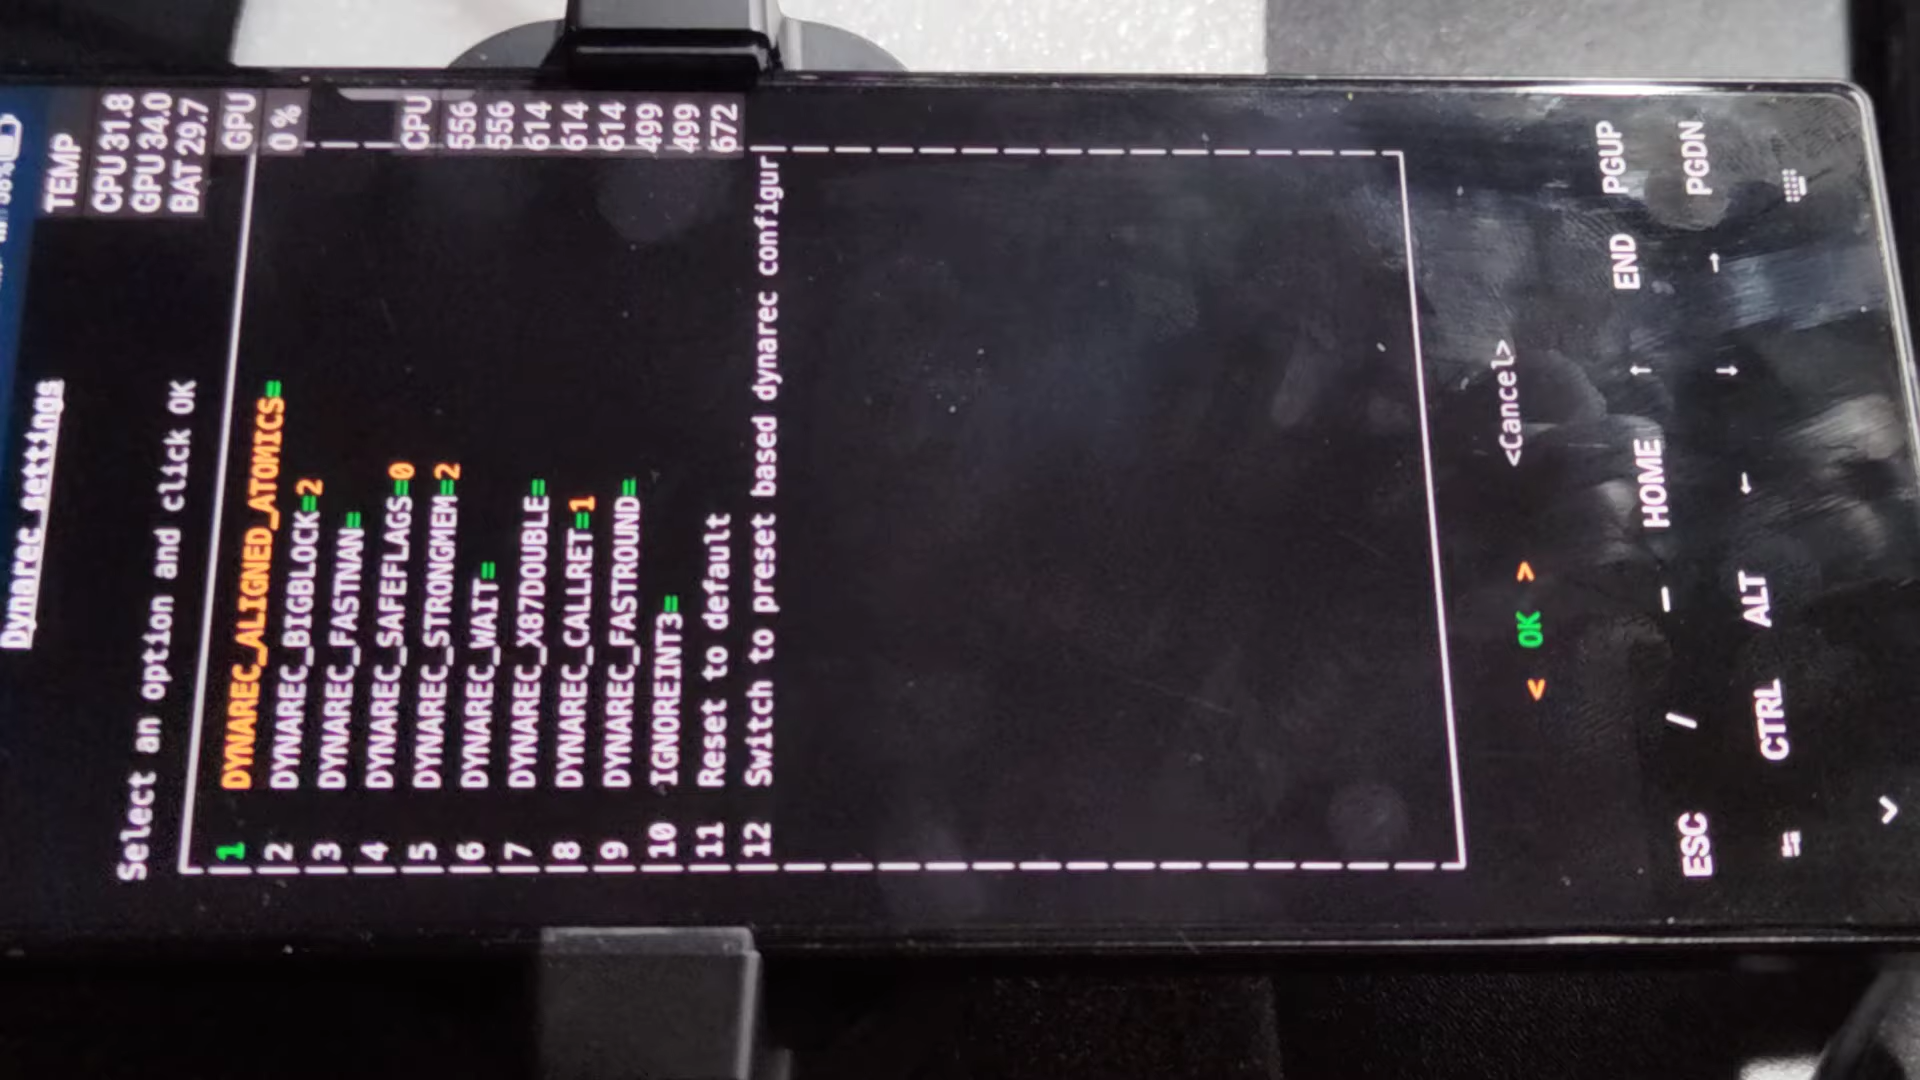 TEMP
CPU 31.8
GPU 34.0
BAT 29.7
GPU
0 %
CPU
556
556
614
614
614
499
499
672
Dynarec settings
Select an option and click OK
1 DYNAREC_ALIGNED_ATOMICS=
2 DYNAREC_BIGBLOCK=2
3 DYNAREC_FASTNAN=
4 DYNAREC_SAFEFLAGS=0
5 DYNAREC_STRONGMEM=2
6 DYNAREC_WAIT=
7 DYNAREC_X87DOUBLE=
8 DYNAREC_CALLRET=1
9 DYNAREC_FASTROUND=
10 IGNOREINT3=
11 Reset to default
12 Switch to preset based dynarec configur
< OK > <Cancel>
ESC / — HOME ↑ END PGUP
CTRL ALT ← ↓ → PGDN